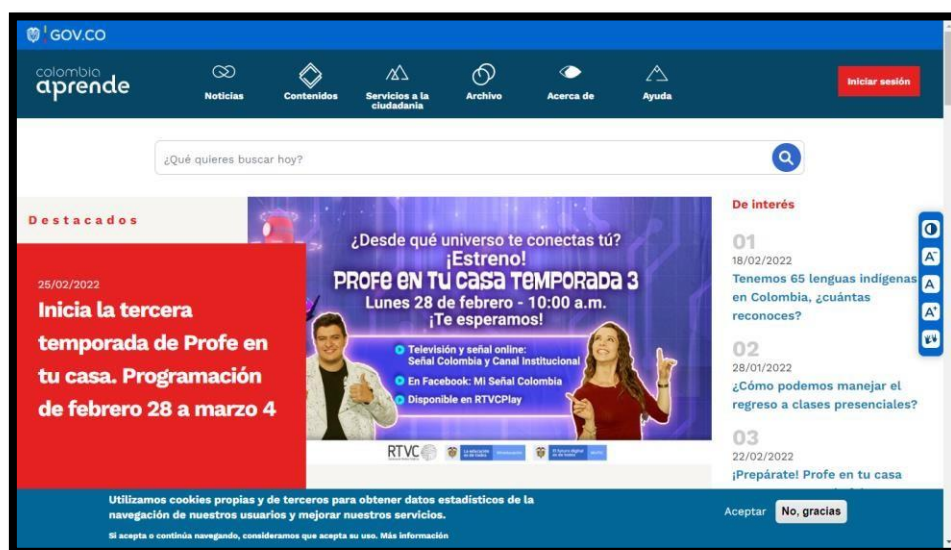 GOV.CO
colombia
aprende
Noticias
Contenidos
Servicios a la
ciudadania
Archivo
Acerca de
Ayuda
Iniciar sesión
¿Qué quieres buscar hoy?
Destacados
25/02/2022
Inicia la tercera
temporada de Profe en
tu casa. Programación
de febrero 28 a marzo 4
¿Desde qué universo te conectas tú?
¡Estreno!
PROFE EN TU CASA TEMPORADA 3
Lunes 28 de febrero - 10:00 a.m.
¡Te esperamos!
Televisión y señal online:
Señal Colombia y Canal Institucional
En Facebook: Mi Señal Colombia
Disponible en RTVCPlay
RTVC
De interés
01
18/02/2022
Tenemos 65 lenguas indígenas
en Colombia, ¿cuántas
reconoces?
02
28/01/2022
¿Cómo podemos manejar el
regreso a clases presenciales?
03
22/02/2022
¡Prepárate! Profe en tu casa
A-
A
A+
Utilizamos cookies propias y de terceros para obtener datos estadísticos de la
navegación de nuestros usuarios y mejorar nuestros servicios.
Si acepta o continúa navegando, consideramos que acepta su uso. Más información
Aceptar
No, gracias